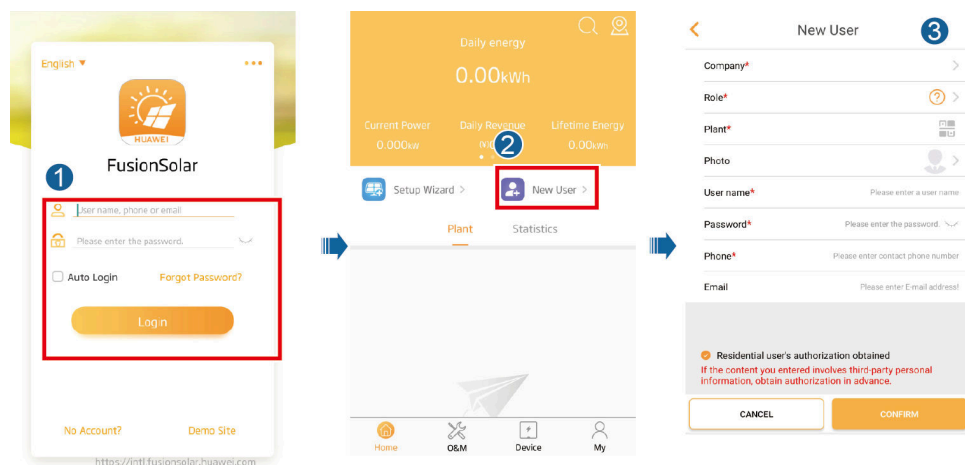 English
HUAWEI
FusionSolar
1
User name, phone or email
Please enter the password.
Auto Login
Forgot Password?
Login
No Account?
Demo Site
https://intl.fusionsolar.huawei.com
Daily energy
0.00kWh
Current Power
Daily Revenue
Lifetime Energy
0.000kW
0.00kWh
2
Setup Wizard >
New User >
Plant
Statistics
Home
O&M
Device
My
New User
3
Company*
Role*
?
Plant*
Photo
User name*
Please enter a user name
Password*
Please enter the password.
Phone*
Please enter contact phone number
Email
Please enter E-mail address!
Residential user's authorization obtained
If the content you entered involves third-party personal
information, obtain authorization in advance.
CANCEL
CONFIRM